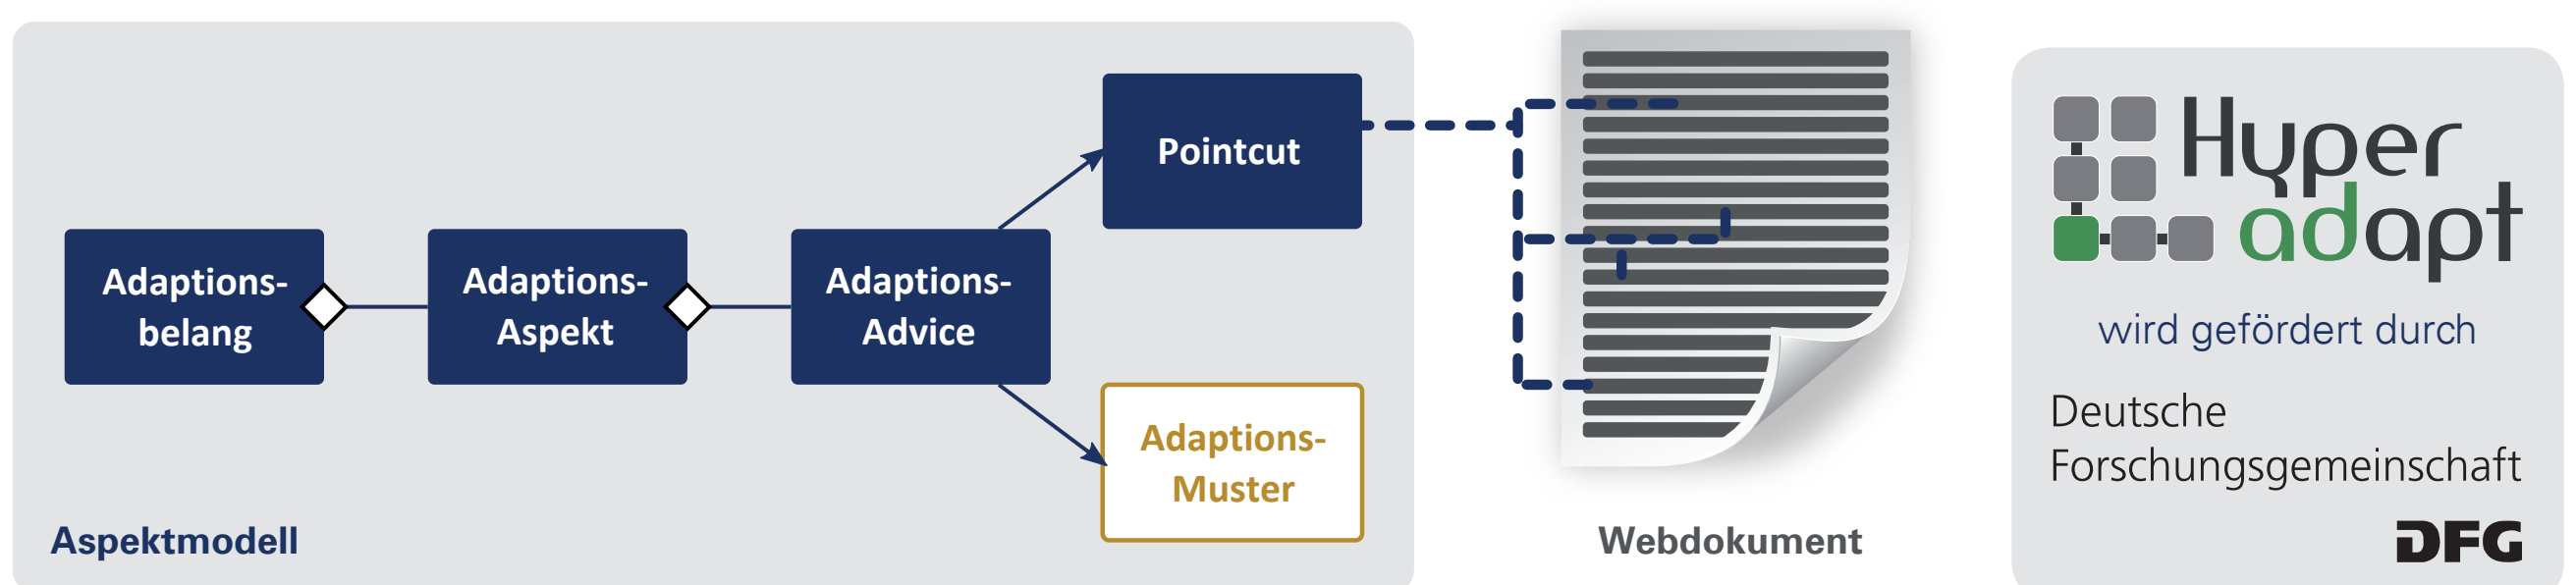 Adaptions-
belang
Adaptions-
Aspekt
Adaptions-
Advice
Pointcut
Adaptions-
Muster
Aspektmodell
Webdokument
Hyper
adapt
wird gefördert durch
Deutsche
Forschungsgemeinschaft
DFG